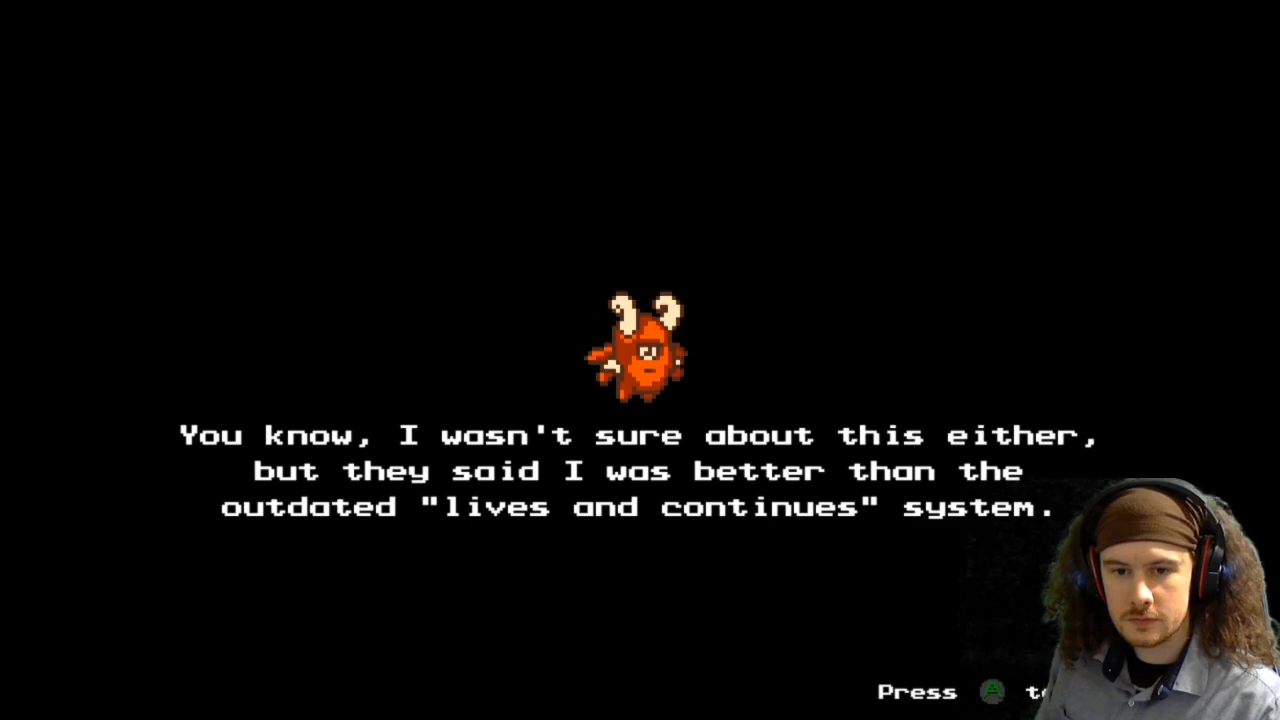 You know, I wasn't sure about this either,
but they said I was better than the
outdated "lives and continues" system.
Press A